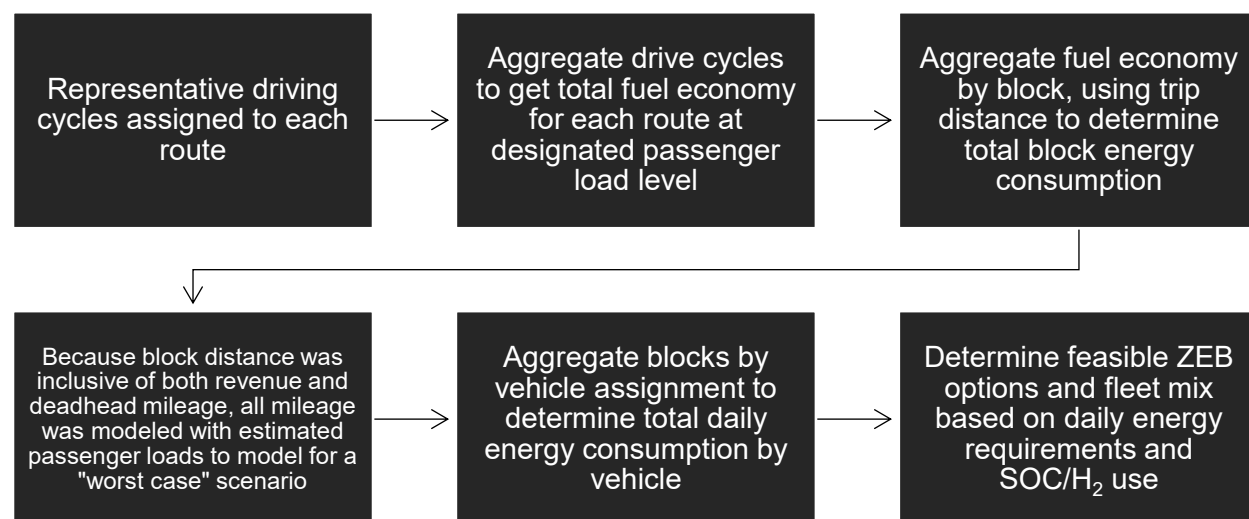 Representative driving
cycles assigned to each
route
Aggregate drive cycles
to get total fuel economy
for each route at
designated passenger
load level
Aggregate fuel economy
by block, using trip
distance to determine
total block energy
consumption
Because block distance was
inclusive of both revenue and
deadhead mileage, all mileage
was modeled with estimated
passenger loads to model for a
"worst case" scenario
Aggregate blocks by
vehicle assignment to
determine total daily
energy consumption by
vehicle
Determine feasible ZEB
options and fleet mix
based on daily energy
requirements and
SOC/H₂ use